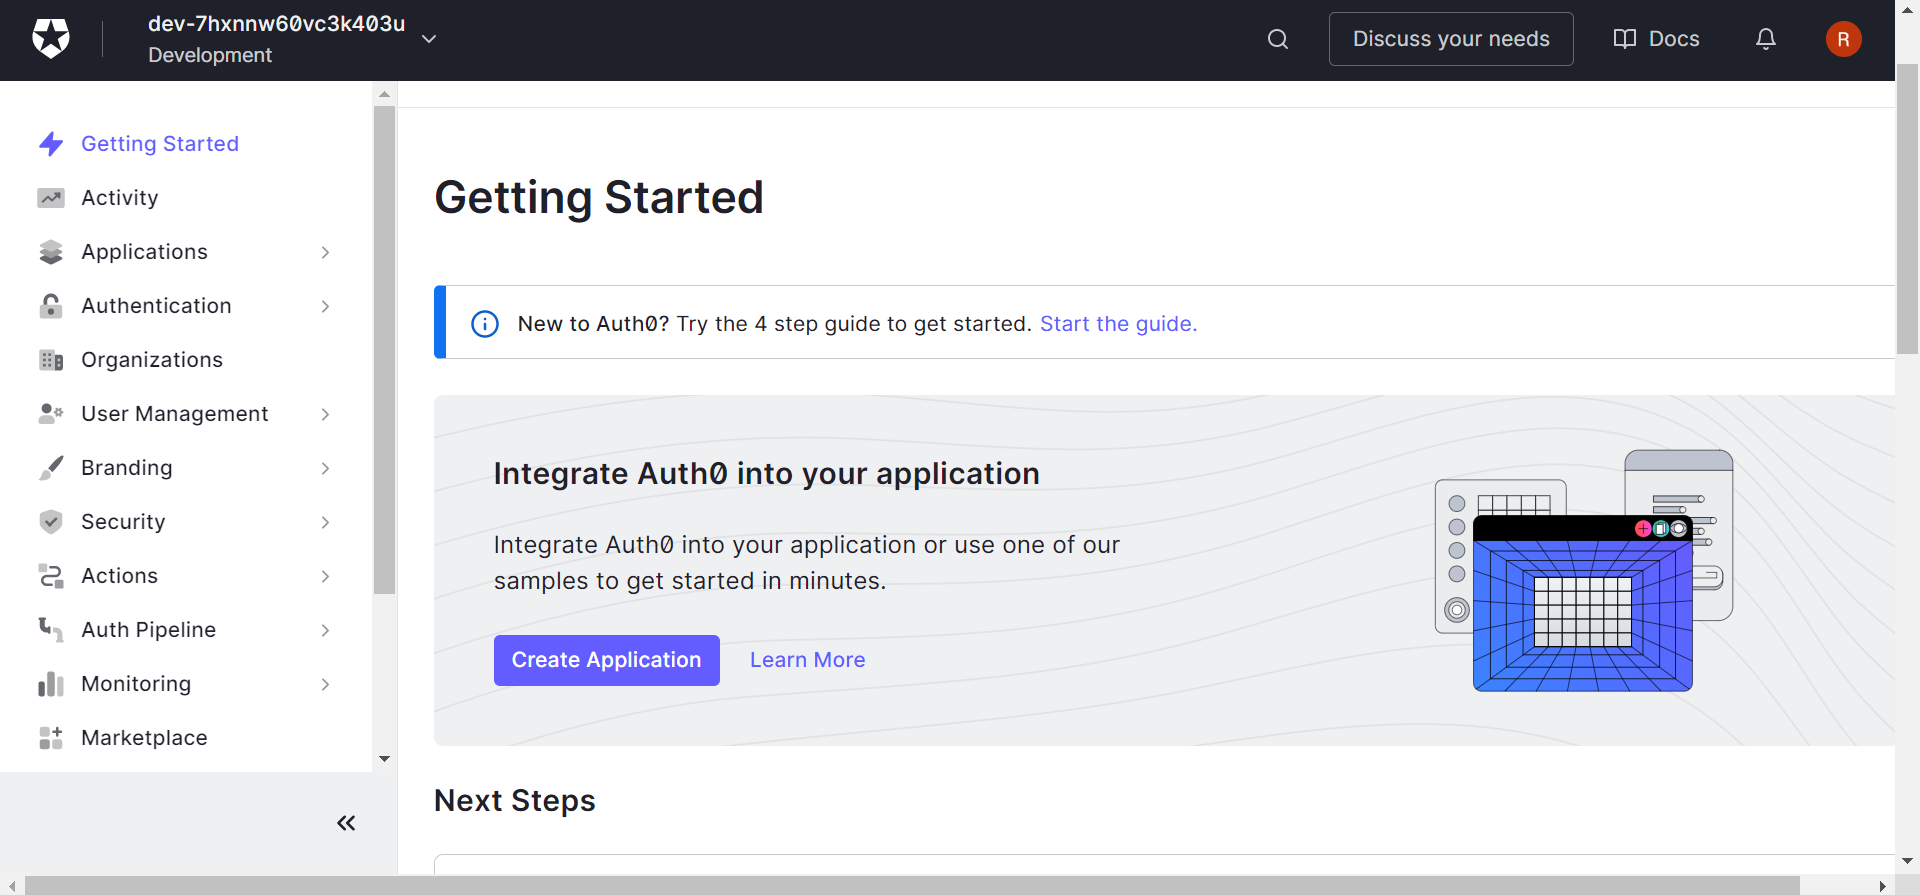 dev-7hxnnw60vc3k403u
Development
Discuss your needs
Docs
R
Getting Started
Activity
Applications
Authentication
Organizations
User Management
Branding
Security
Actions
Auth Pipeline
Monitoring
Marketplace
Getting Started
New to Auth0? Try the 4 step guide to get started. Start the guide.
Integrate Auth0 into your application
Integrate Auth0 into your application or use one of our
samples to get started in minutes.
Create Application
Learn More
Next Steps